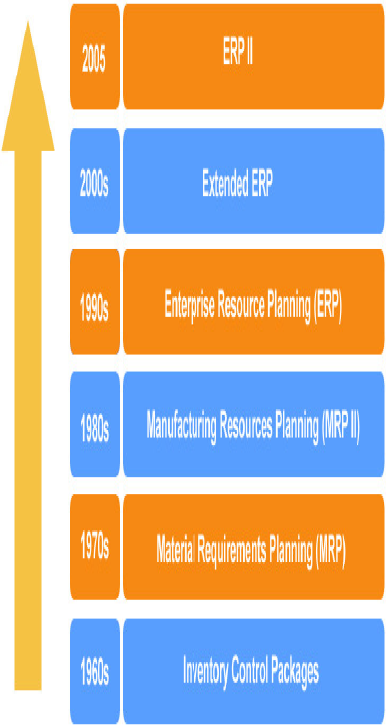 2005
ERP II
2000s
Extended ERP
1990s
Enterprise Resource Planning (ERP)
1980s
Manufacturing Resources Planning (MRP II)
1970s
Material Requirements Planning (MRP)
1960s
Inventory Control Packages